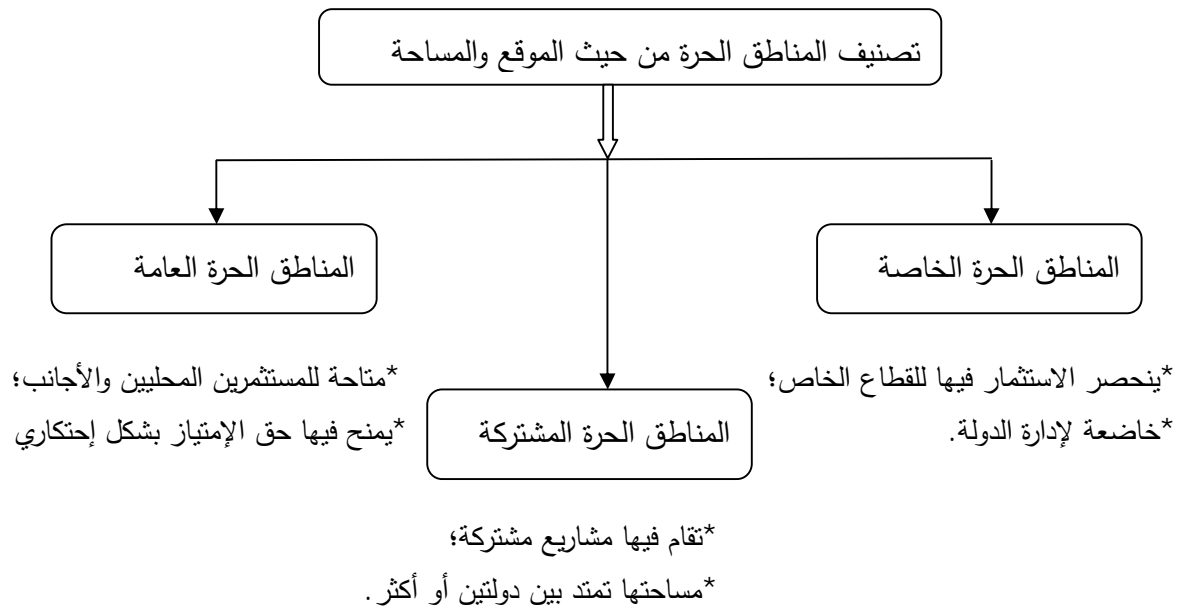 تصنيف المناطق الحرة من حيث الموقع والمساحة
المناطق الحرة الخاصة
*ينحصر الاستثمار فيها للقطاع الخاص؛
*خاضعة لإدارة الدولة.
المناطق الحرة المشتركة
*تقام فيها مشاريع مشتركة؛
*مساحتها تمتد بين دولتين أو أكثر.
المناطق الحرة العامة
*متاحة للمستثمرين المحليين والأجانب؛
*يمنح فيها حق الإمتياز بشكل إحتكاري